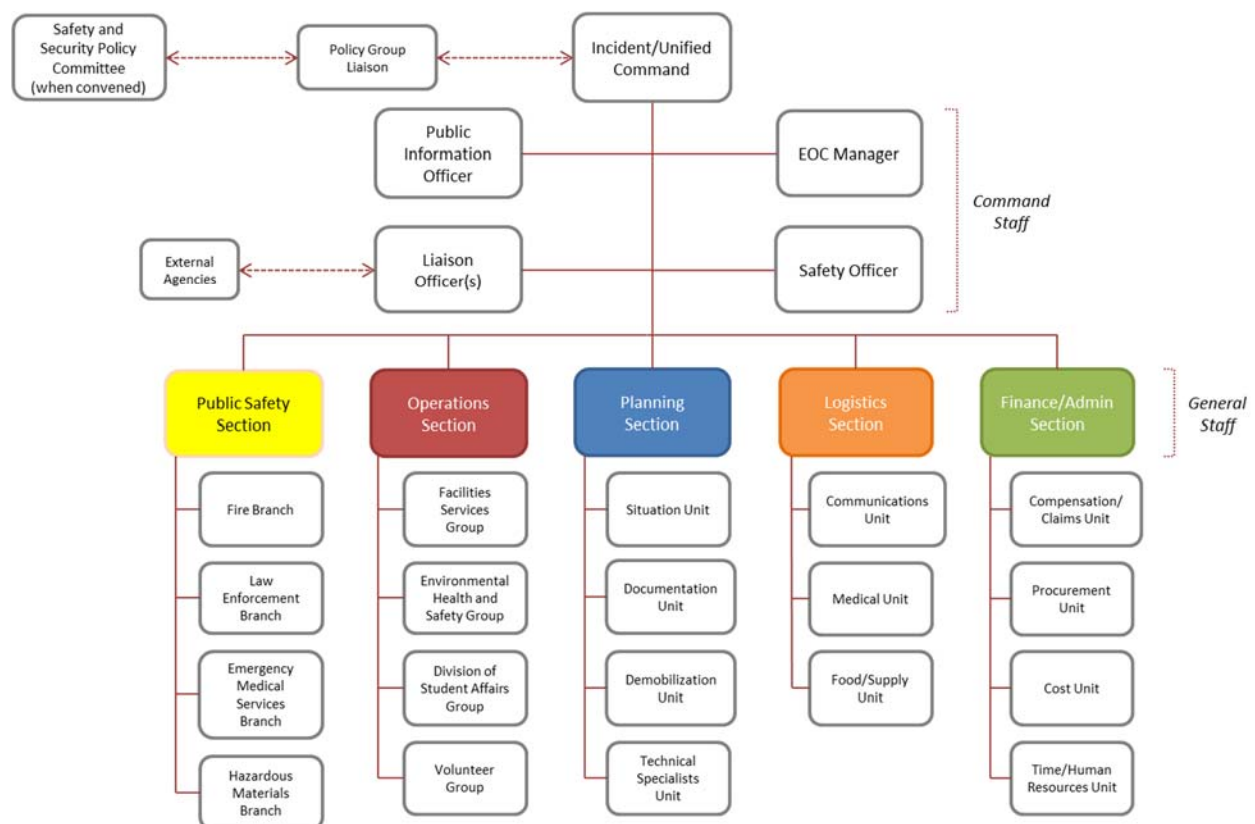 Safety and
Security Policy
Committee
(when convened)
Policy Group
Liaison
Incident/Unified
Command
Public
Information
Officer
EOC Manager
Command
Staff
External
Agencies
Liaison
Officer(s)
Safety Officer
Public Safety
Section
Operations
Section
Planning
Section
Logistics
Section
Finance/Admin
Section
General
Staff
Fire Branch
Law
Enforcement
Branch
Emergency
Medical
Services
Branch
Hazardous
Materials
Branch
Facilities
Services
Group
Environmental
Health and
Safety Group
Division of
Student Affairs
Group
Volunteer
Group
Situation Unit
Documentation
Unit
Demobilization
Unit
Technical
Specialists
Unit
Communications
Unit
Medical Unit
Food/Supply
Unit
Compensation/
Claims Unit
Procurement
Unit
Cost Unit
Time/Human
Resources Unit